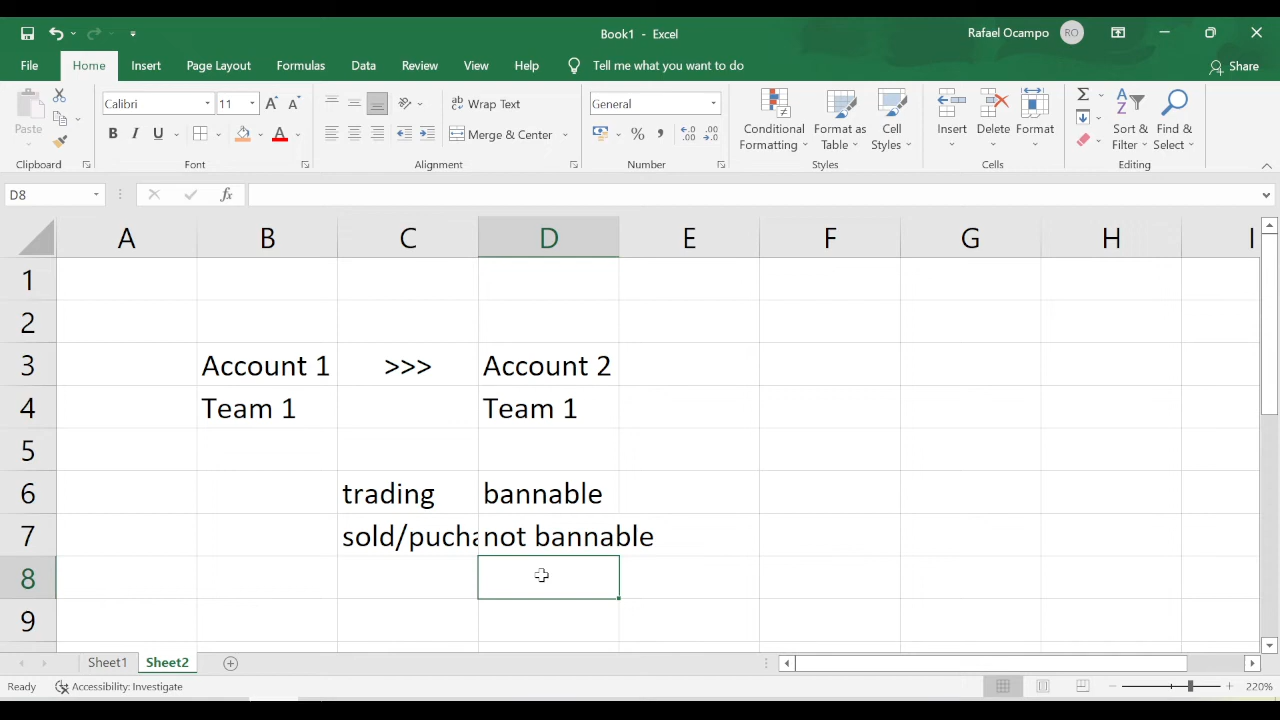 Book1 - Excel
Rafael Ocampo RO
File Home Insert Page Layout Formulas Data Review View Help Tell me what you want to do Share
Paste
Calibri 11
B I U
Wrap Text
Merge & Center
General
Formatting
Format as
Table
Cell
Styles
Insert Delete
Sort &
Filter
Find &
Select
Clipboard Font Alignment Number Styles Cells Editing
D8 fx
A B C D E F G H I
1
2
3 Account 1 >>> Account 2
4 Team 1 Team 1
5
6 trading bannable
7 sold/pucha not bannable
8
9
Sheet1 Sheet2
Ready Accessibility: Investigate 220%